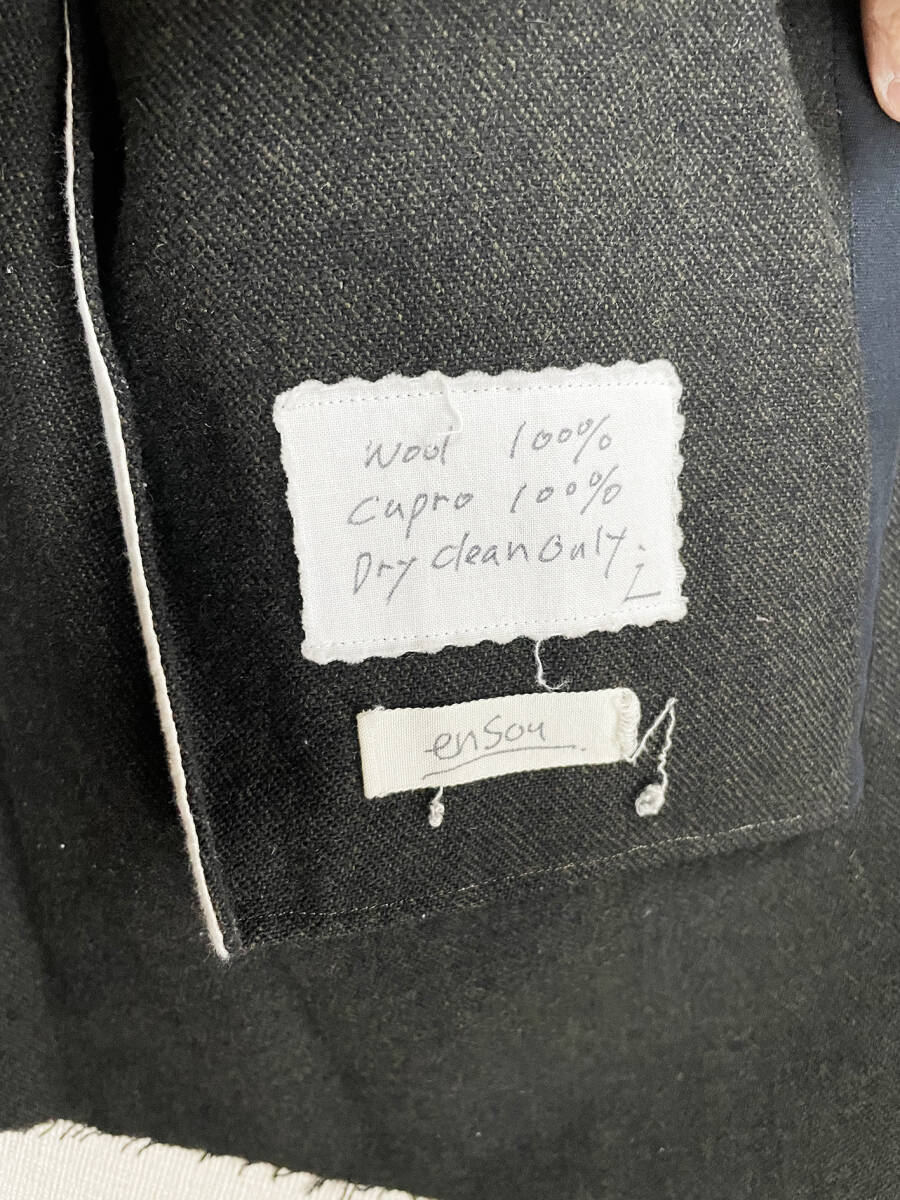 Wool 100%
Cupro 100%
Dry clean only.
ensou